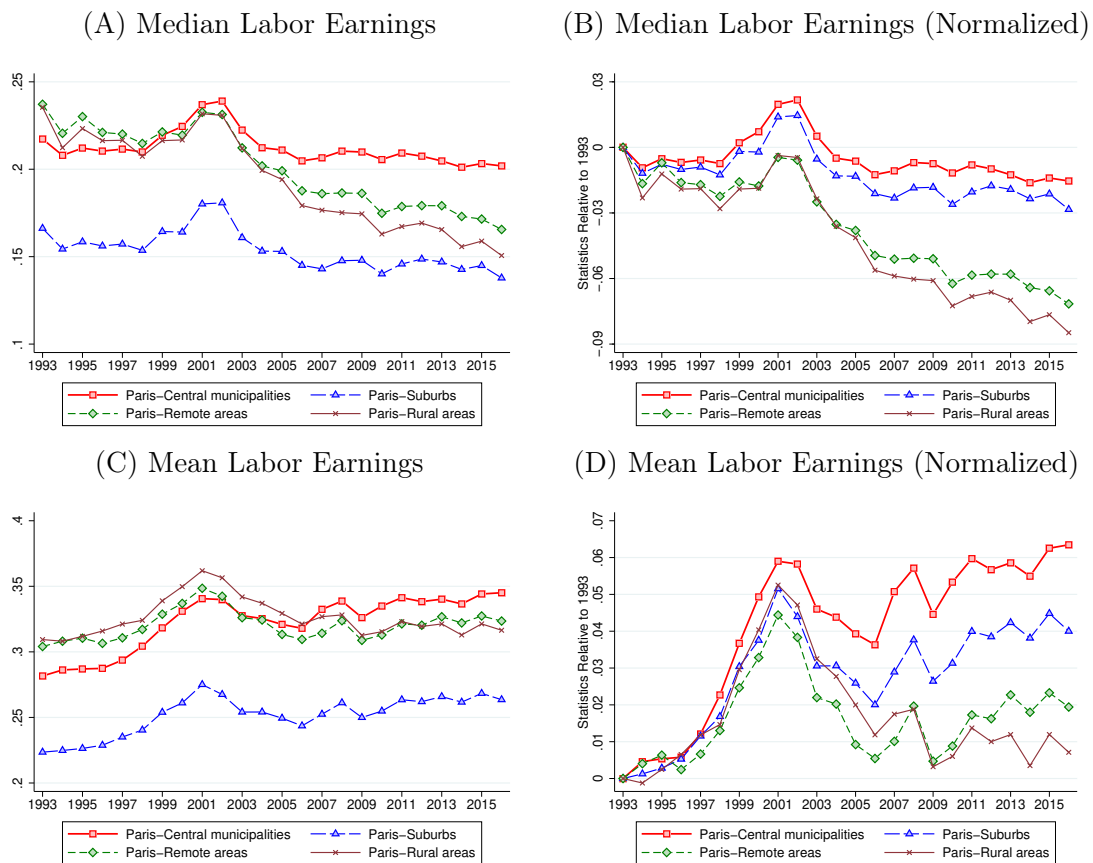 (A) Median Labor Earnings
.25
.2
.15
.1
1993 1995 1997 1999 2001 2003 2005 2007 2009 2011 2013 2015
Paris−Central municipalities Paris−Suburbs
Paris−Remote areas Paris−Rural areas
(B) Median Labor Earnings (Normalized)
Statistics Relative to 1993
.03
0
−.03
−.06
−.09
1993 1995 1997 1999 2001 2003 2005 2007 2009 2011 2013 2015
Paris−Central municipalities Paris−Suburbs
Paris−Remote areas Paris−Rural areas
(C) Mean Labor Earnings
.4
.35
.3
.25
.2
1993 1995 1997 1999 2001 2003 2005 2007 2009 2011 2013 2015
Paris−Central municipalities Paris−Suburbs
Paris−Remote areas Paris−Rural areas
(D) Mean Labor Earnings (Normalized)
Statistics Relative to 1993
.07
.06
.05
.04
.03
.02
.01
0
1993 1995 1997 1999 2001 2003 2005 2007 2009 2011 2013 2015
Paris−Central municipalities Paris−Suburbs
Paris−Remote areas Paris−Rural areas